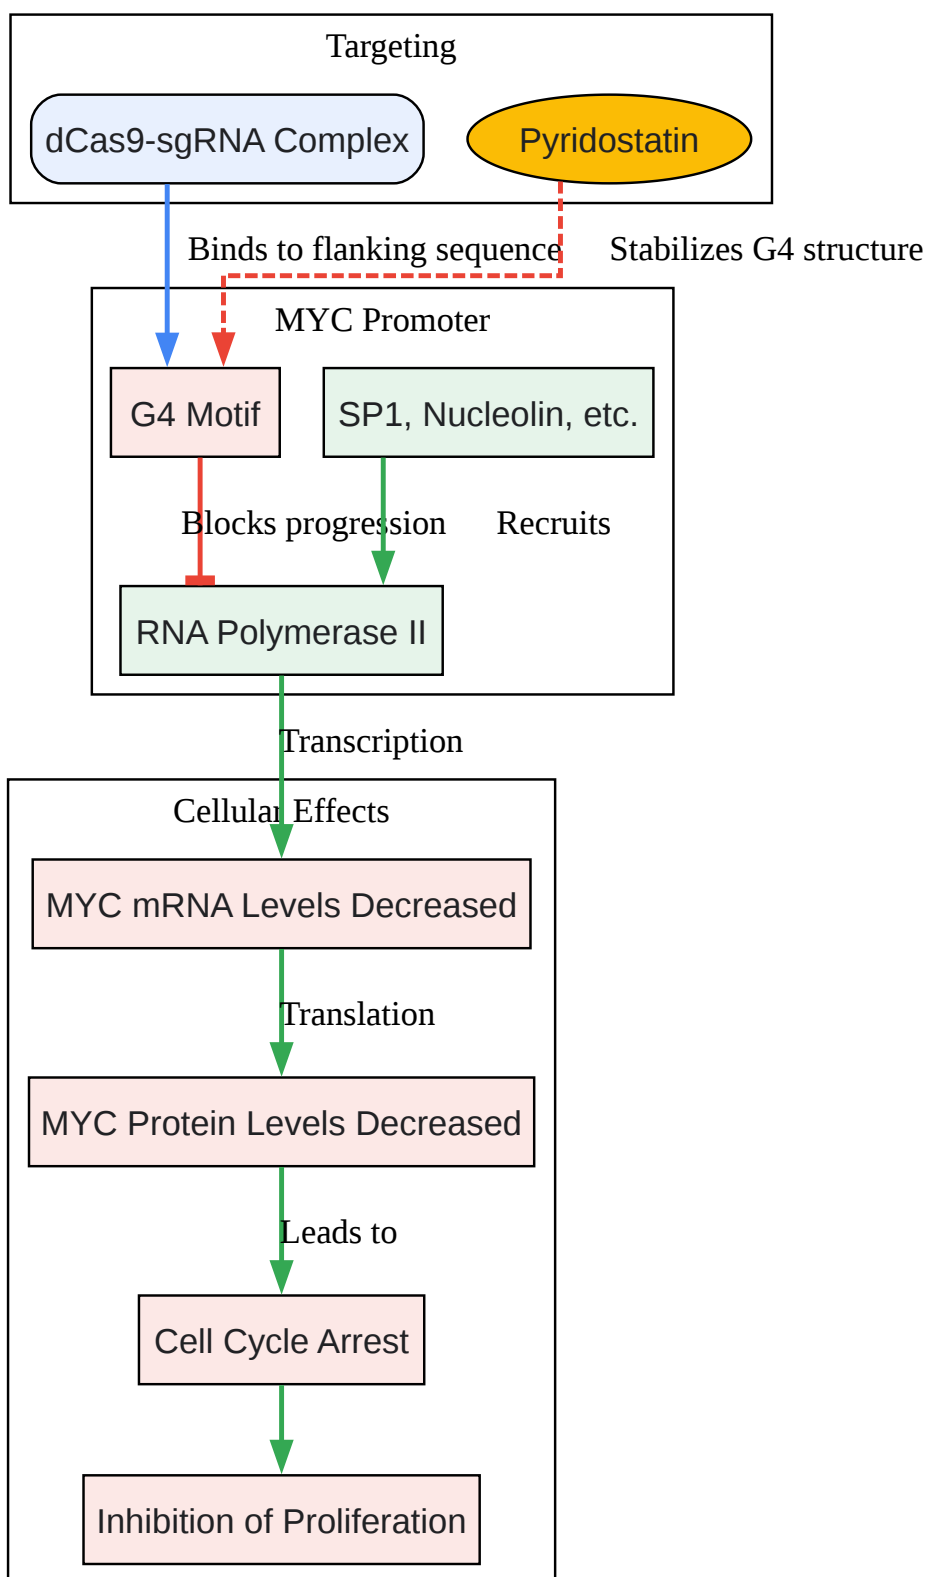 Targeting
dCas9-sgRNA Complex
Pyridostatin
Binds to flanking sequence
Stabilizes G4 structure
MYC Promoter
G4 Motif
SP1, Nucleolin, etc.
Blocks progression
Recruits
RNA Polymerase II
Transcription
Cellular Effects
MYC mRNA Levels Decreased
Translation
MYC Protein Levels Decreased
Leads to
Cell Cycle Arrest
Inhibition of Proliferation